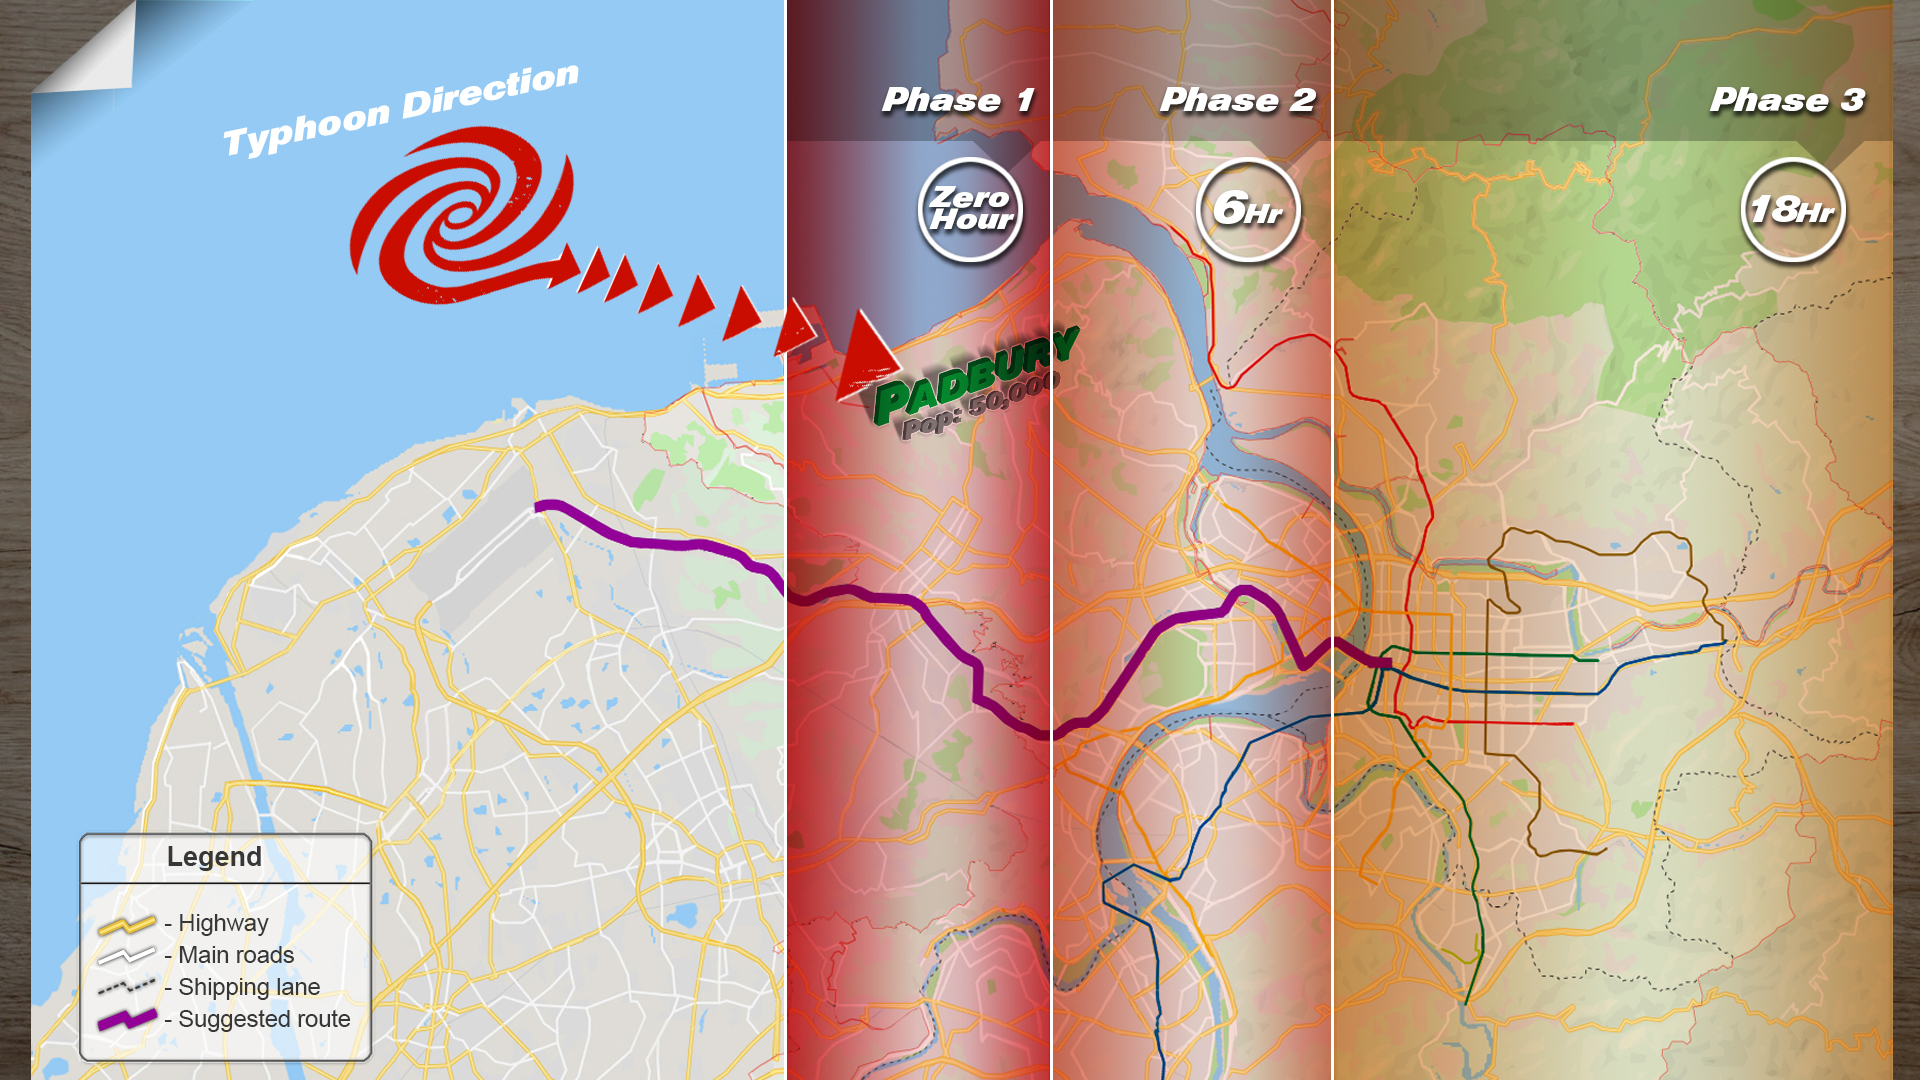 Typhoon Direction
Phase 1
Phase 2
Phase 3
Zero
Hour
6Hr
18Hr
PADBURY
Pop: 50,000
Legend
- Highway
- Main roads
- Shipping lane
- Suggested route